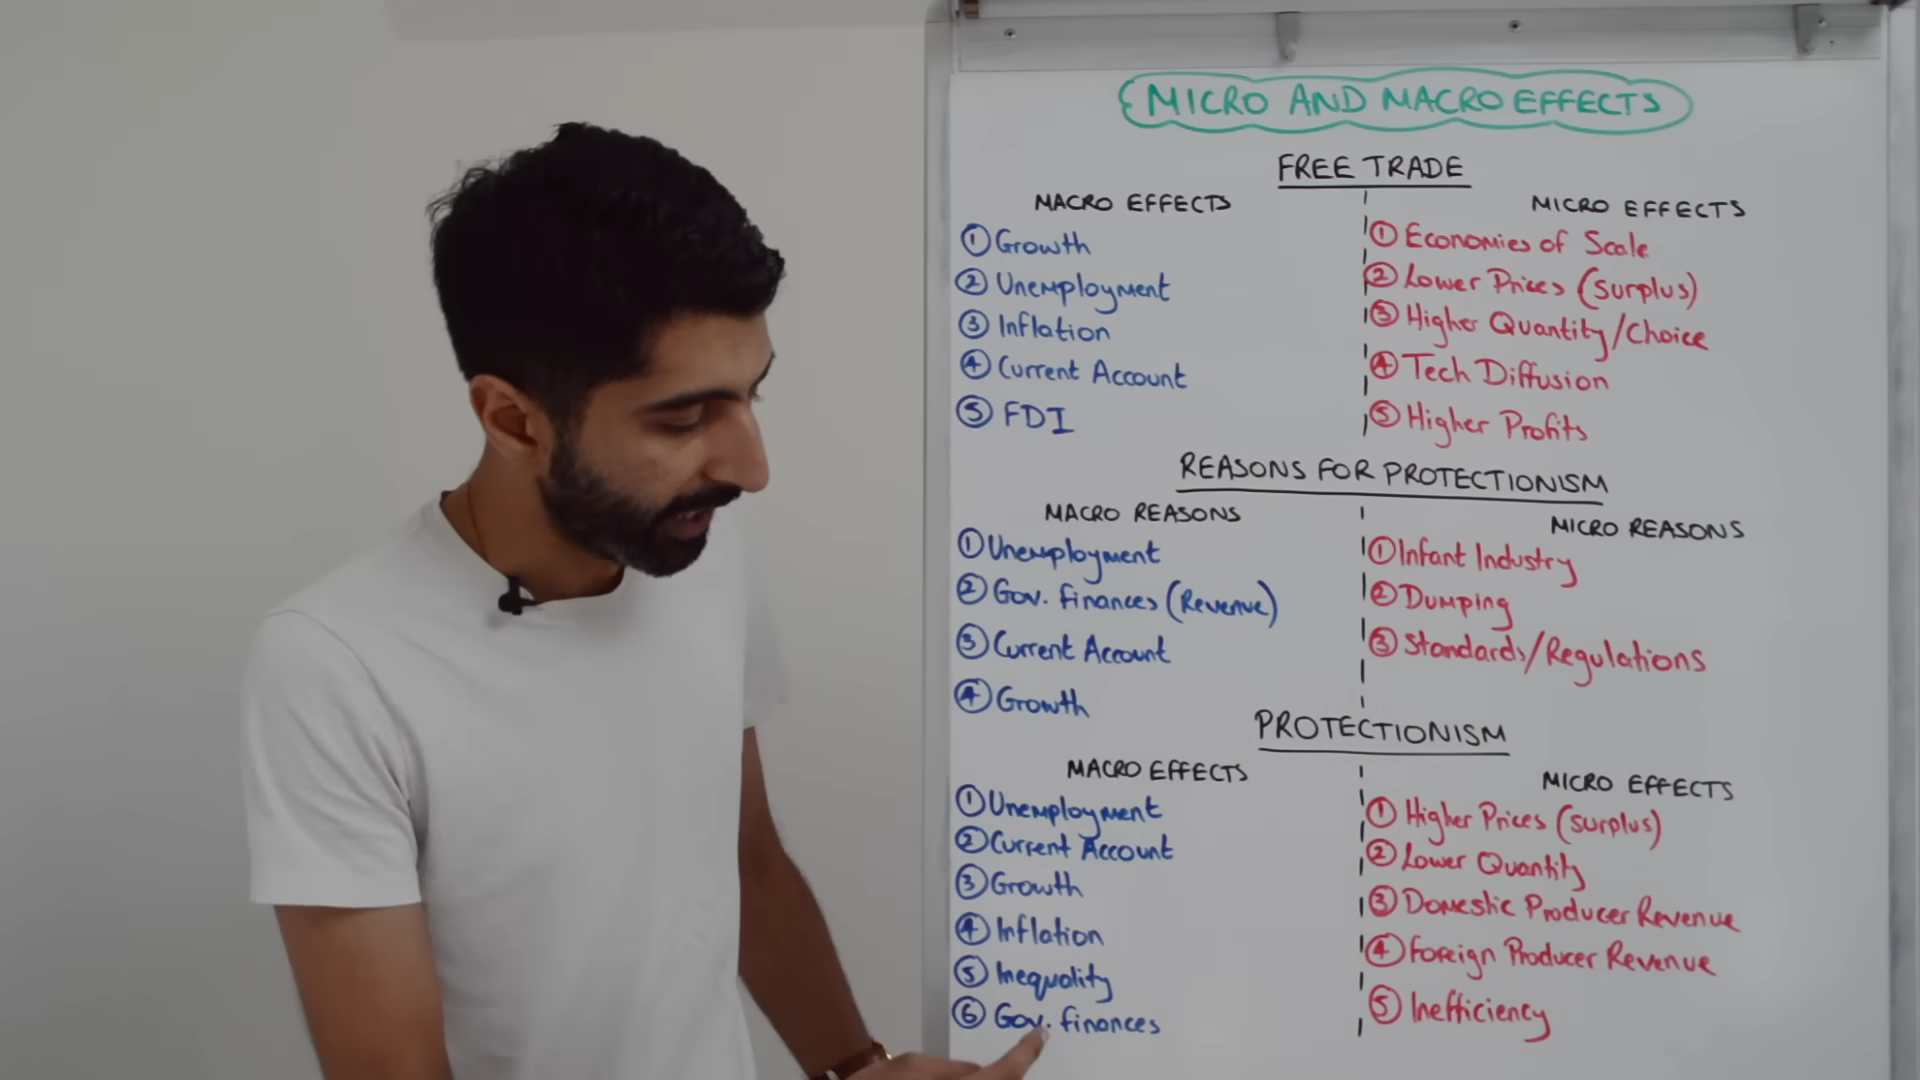 MICRO AND MACRO EFFECTS
FREE TRADE
MACRO EFFECTS
① Growth
② Unemployment
③ Inflation
④ Current Account
⑤ FDI
MICRO EFFECTS
① Economies of Scale
② Lower Prices (Surplus)
③ Higher Quantity/Choice
④ Tech Diffusion
⑤ Higher Profits
REASONS FOR PROTECTIONISM
MACRO REASONS
① Unemployment
② Gov. finances (Revenue)
③ Current Account
④ Growth
MICRO REASONS
① Infant Industry
② Dumping
③ Standards/Regulations
PROTECTIONISM
MACRO EFFECTS
① Unemployment
② Current Account
③ Growth
④ Inflation
⑤ Inequality
⑥ Gov. finances
MICRO EFFECTS
① Higher Prices (Surplus)
② Lower Quantity
③ Domestic Producer Revenue
④ Foreign Producer Revenue
⑤ Inefficiency